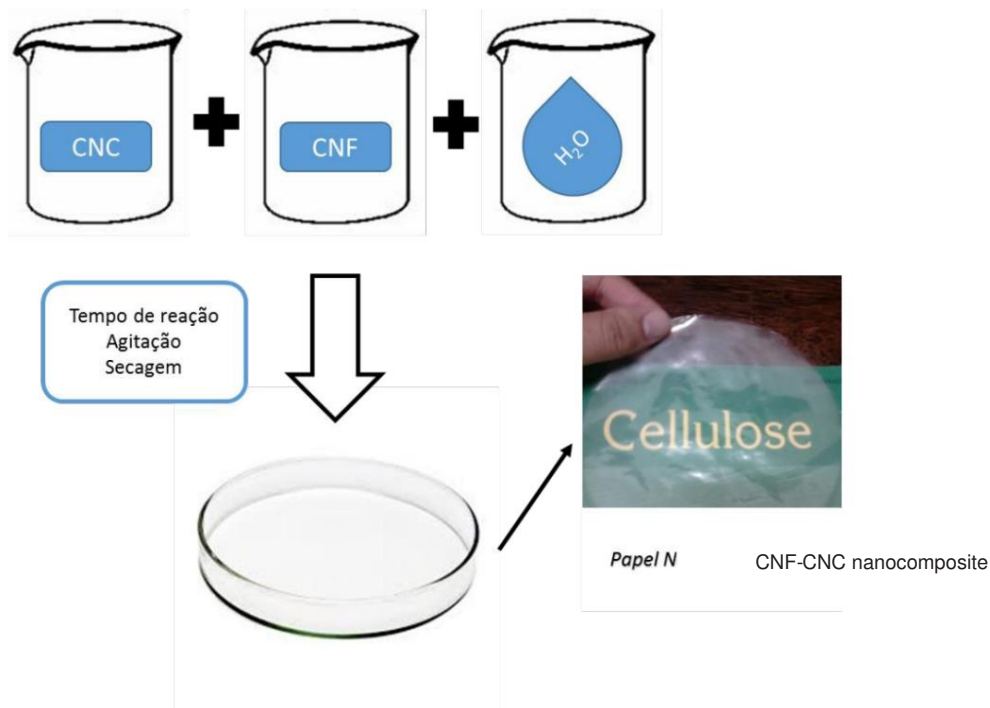 CNC
CNF
H₂O
Tempo de reação
Agitação
Secagem
Cellulose
Papel N
CNF-CNC nanocomposite